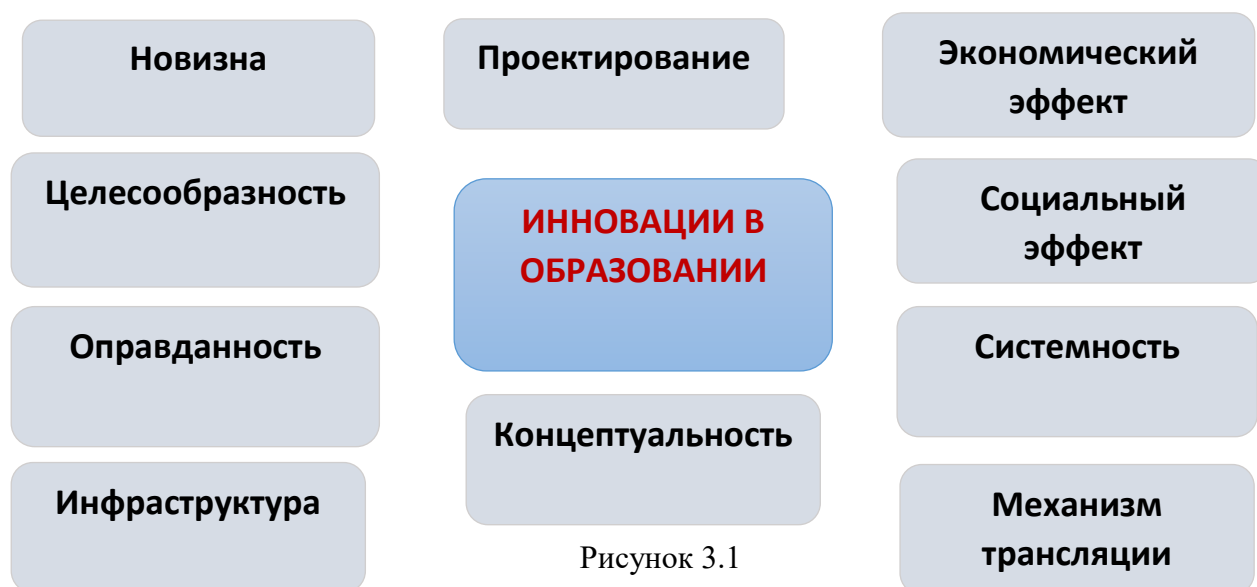 Новизна
Проектирование
Экономический
эффект
Целесообразность
ИННОВАЦИИ В
ОБРАЗОВАНИИ
Социальный
эффект
Оправданность
Системность
Концептуальность
Инфраструктура
Механизм
трансляции
Рисунок 3.1